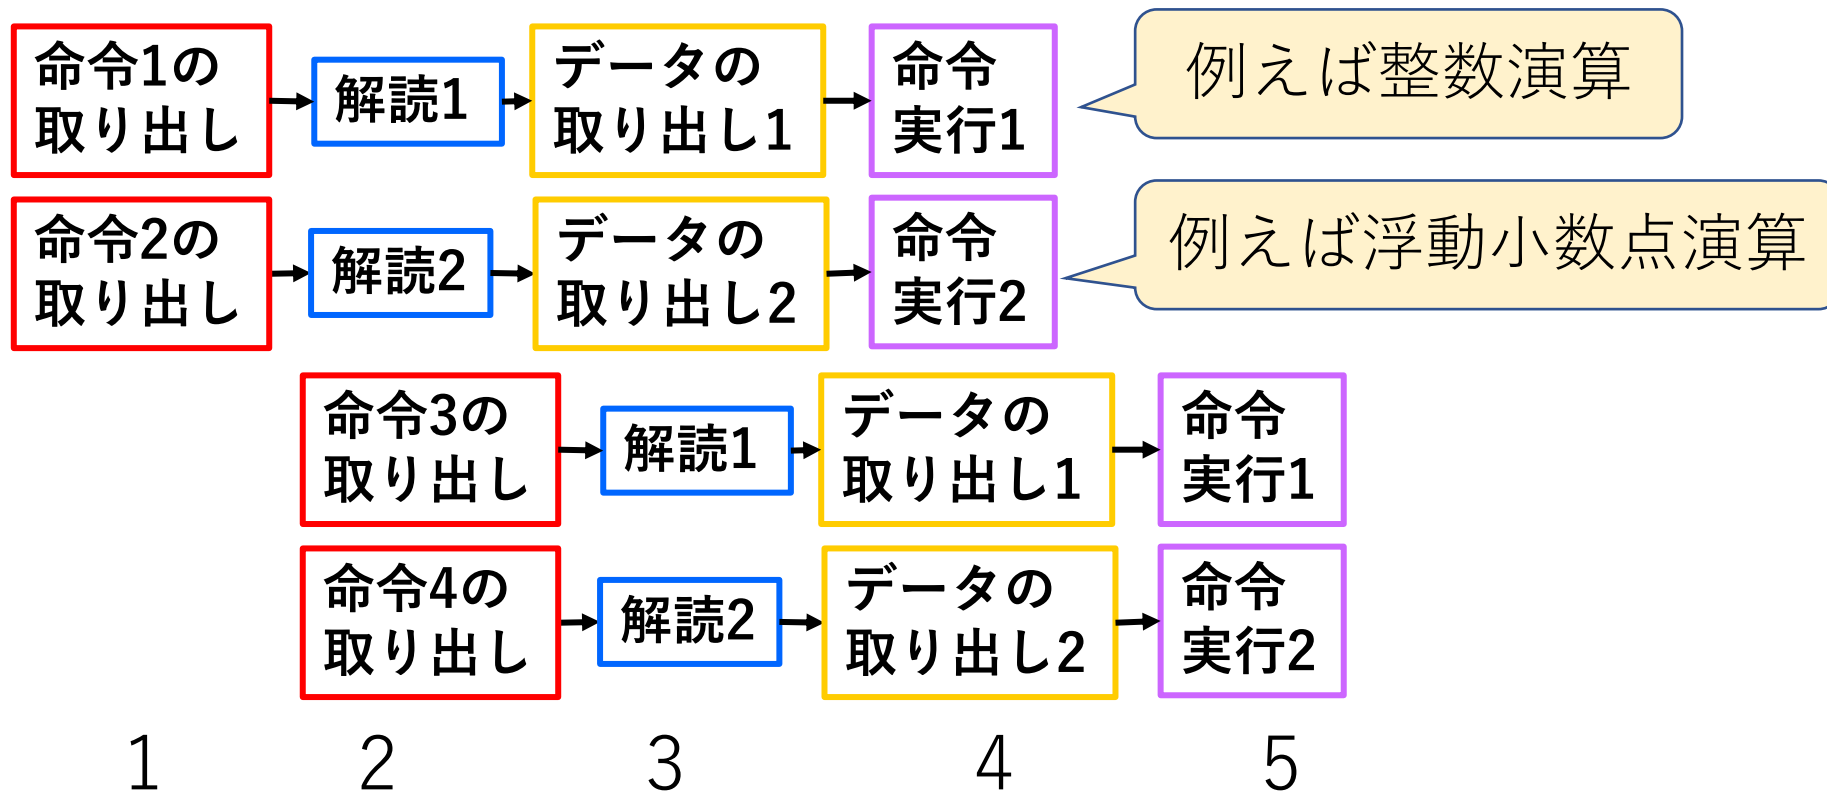 命令1の
取り出し
解読1
データの
取り出し1
命令
実行1
例えば整数演算
命令2の
取り出し
解読2
データの
取り出し2
命令
実行2
例えば浮動小数点演算
命令3の
取り出し
解読1
データの
取り出し1
命令
実行1
命令4の
取り出し
解読2
データの
取り出し2
命令
実行2
1 2 3 4 5